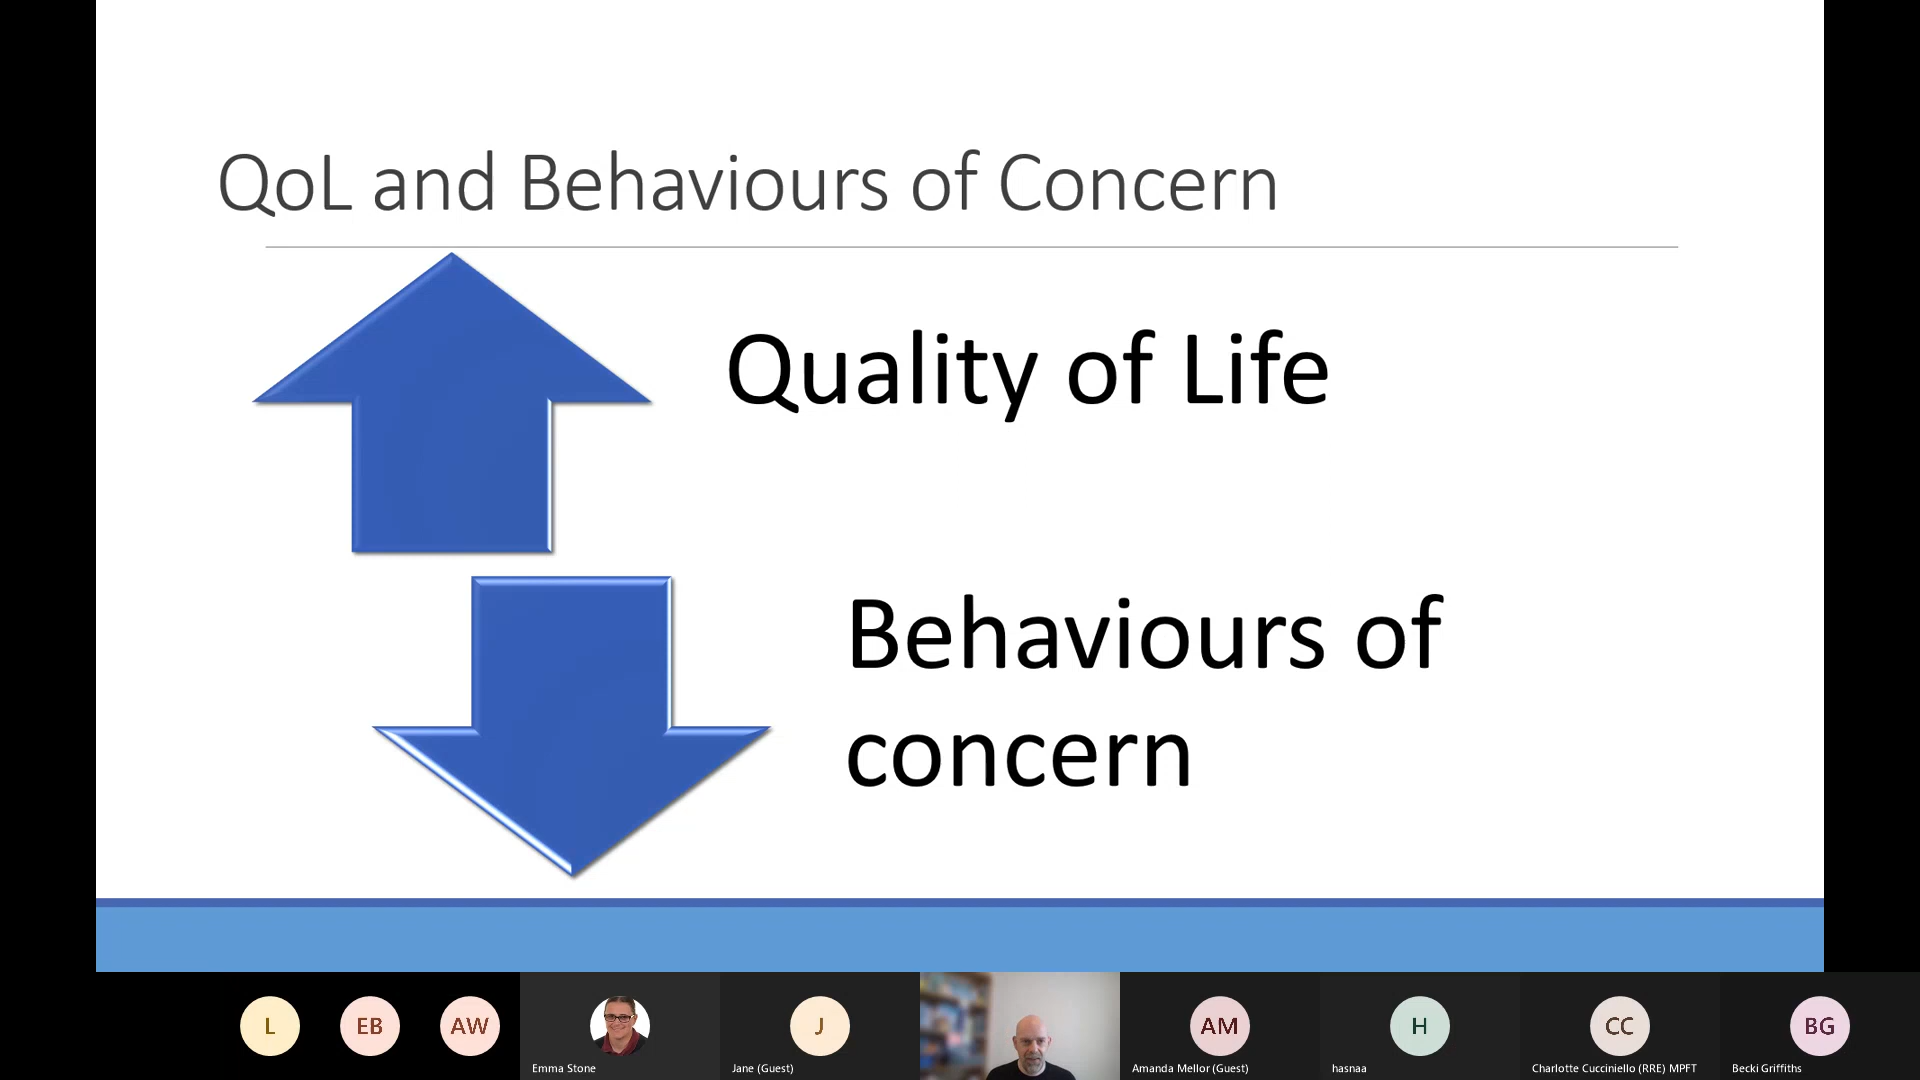 QoL and Behaviours of Concern
Quality of Life
Behaviours of
concern
L
EB
AW
Emma Stone
J
Jane (Guest)
AM
Amanda Mellor (Guest)
H
hasnaa
CC
Charlotte Cucciniello (RRE) MPFT
BG
Becki Griffiths